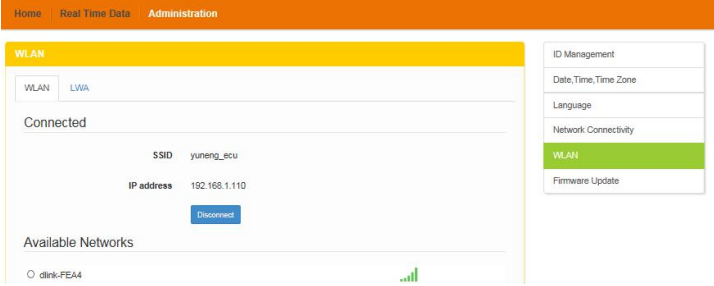 Home Real Time Data Administration
WLAN
WLAN LWA
Connected
SSID yuneng_ecu
IP address 192.168.1.110
Disconnect
Available Networks
dlink-FEA4
ID Management
Date,Time,Time Zone
Language
Network Connectivity
WLAN
Firmware Update